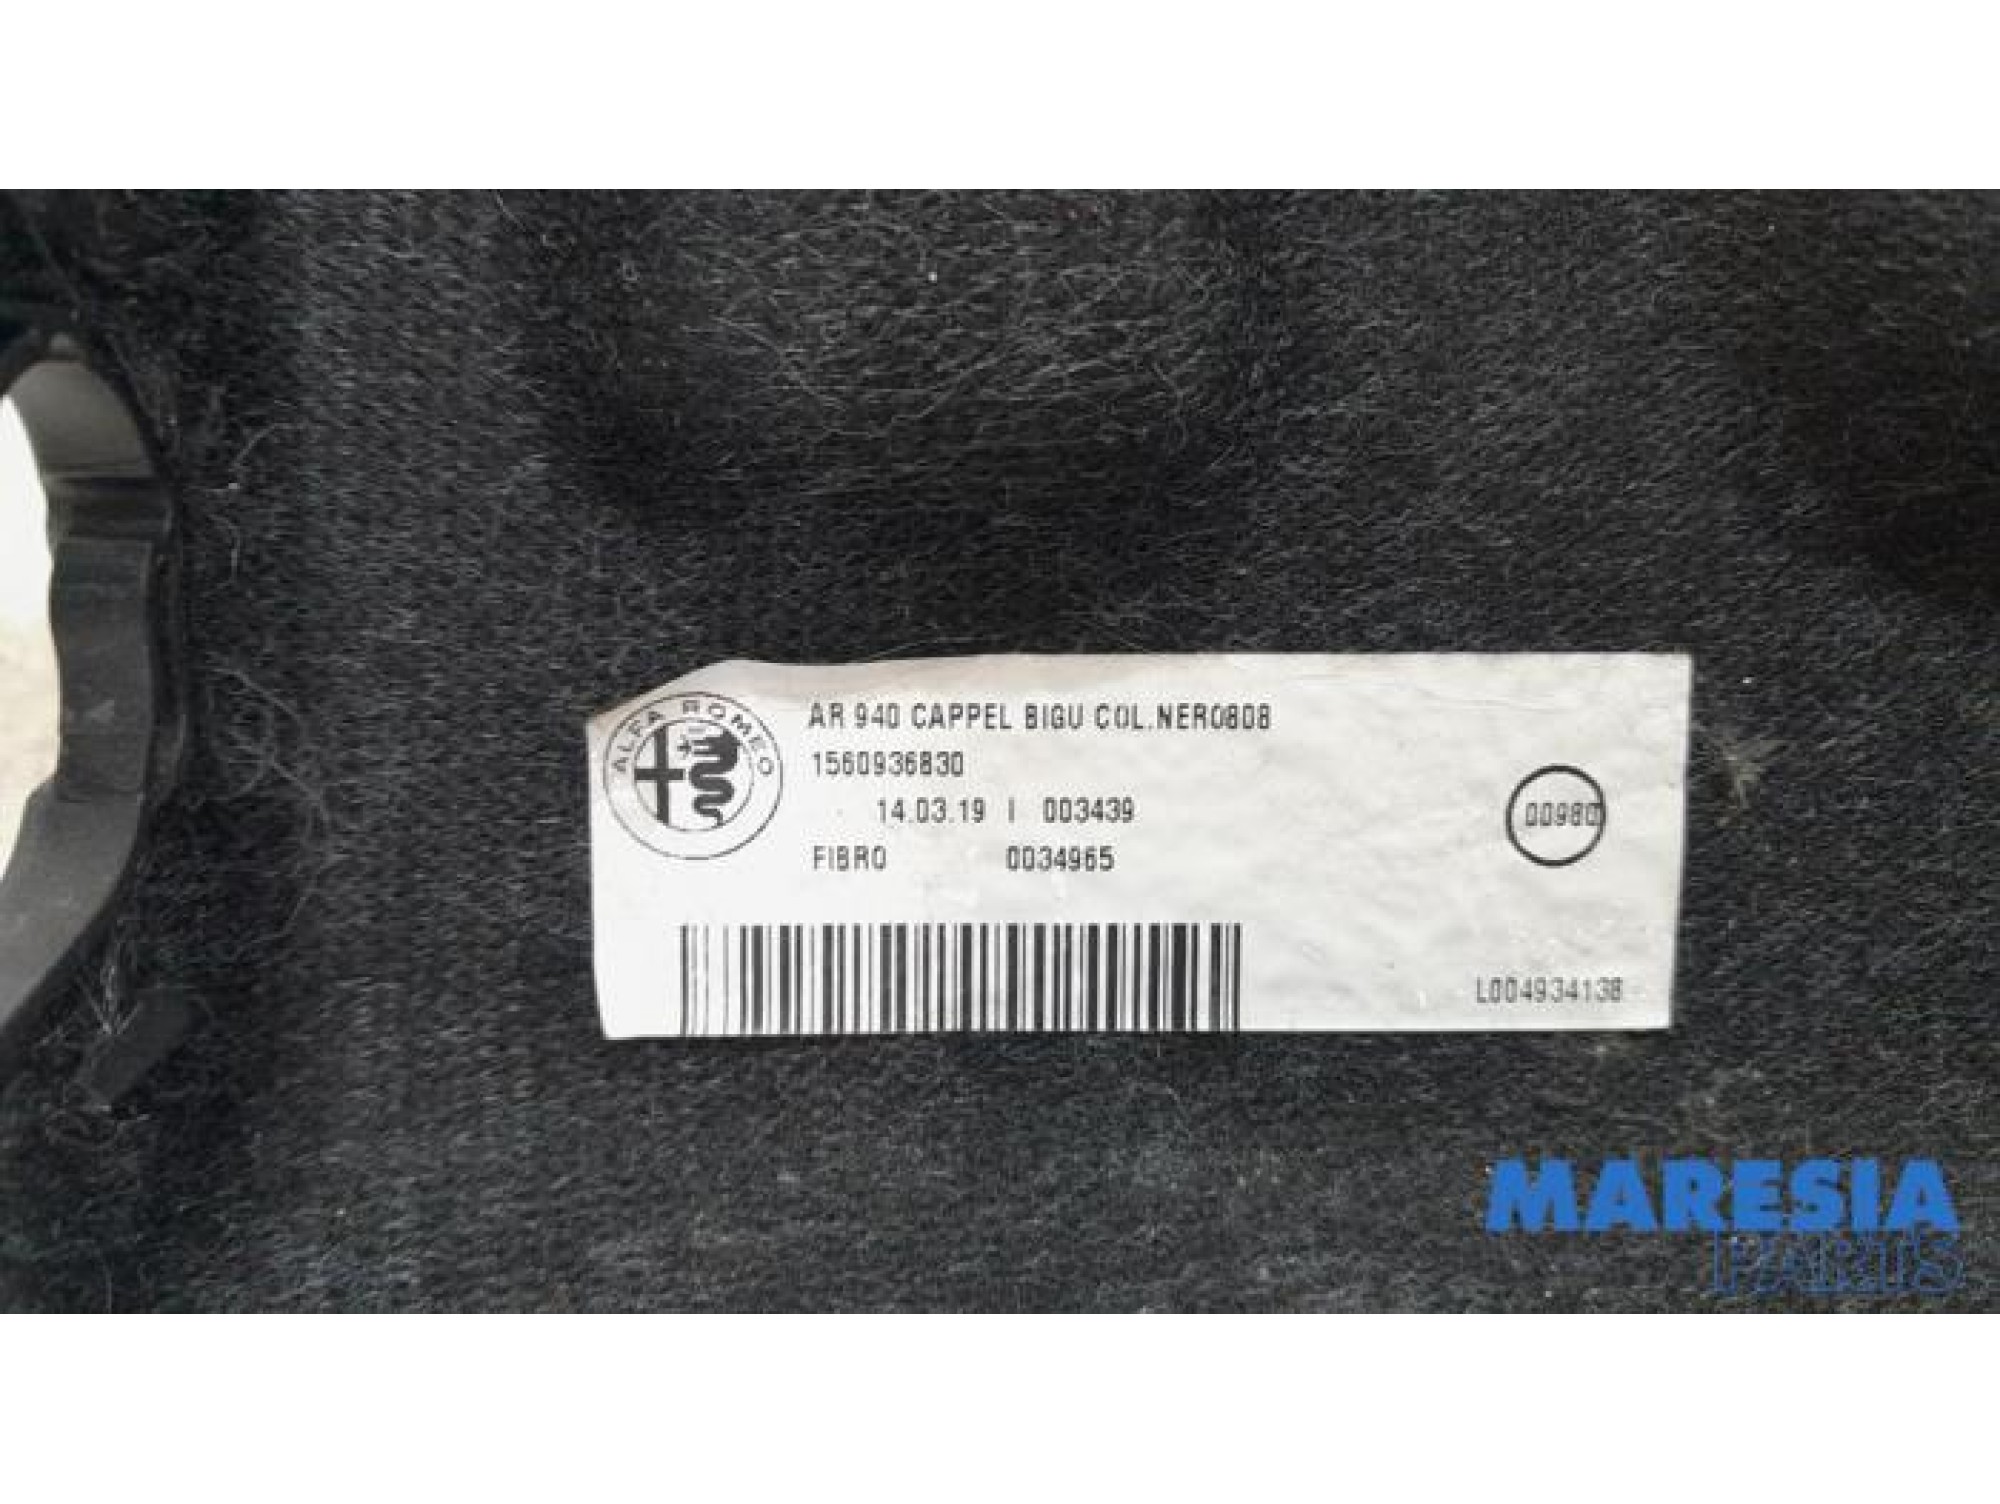 ALFA ROMEO
AR 940 CAPPEL BIGU COL.NERO808
1560936830
14.03.19 I 003439
00980
FIBRO 0034965
L004934138
MARESIA
PARTS